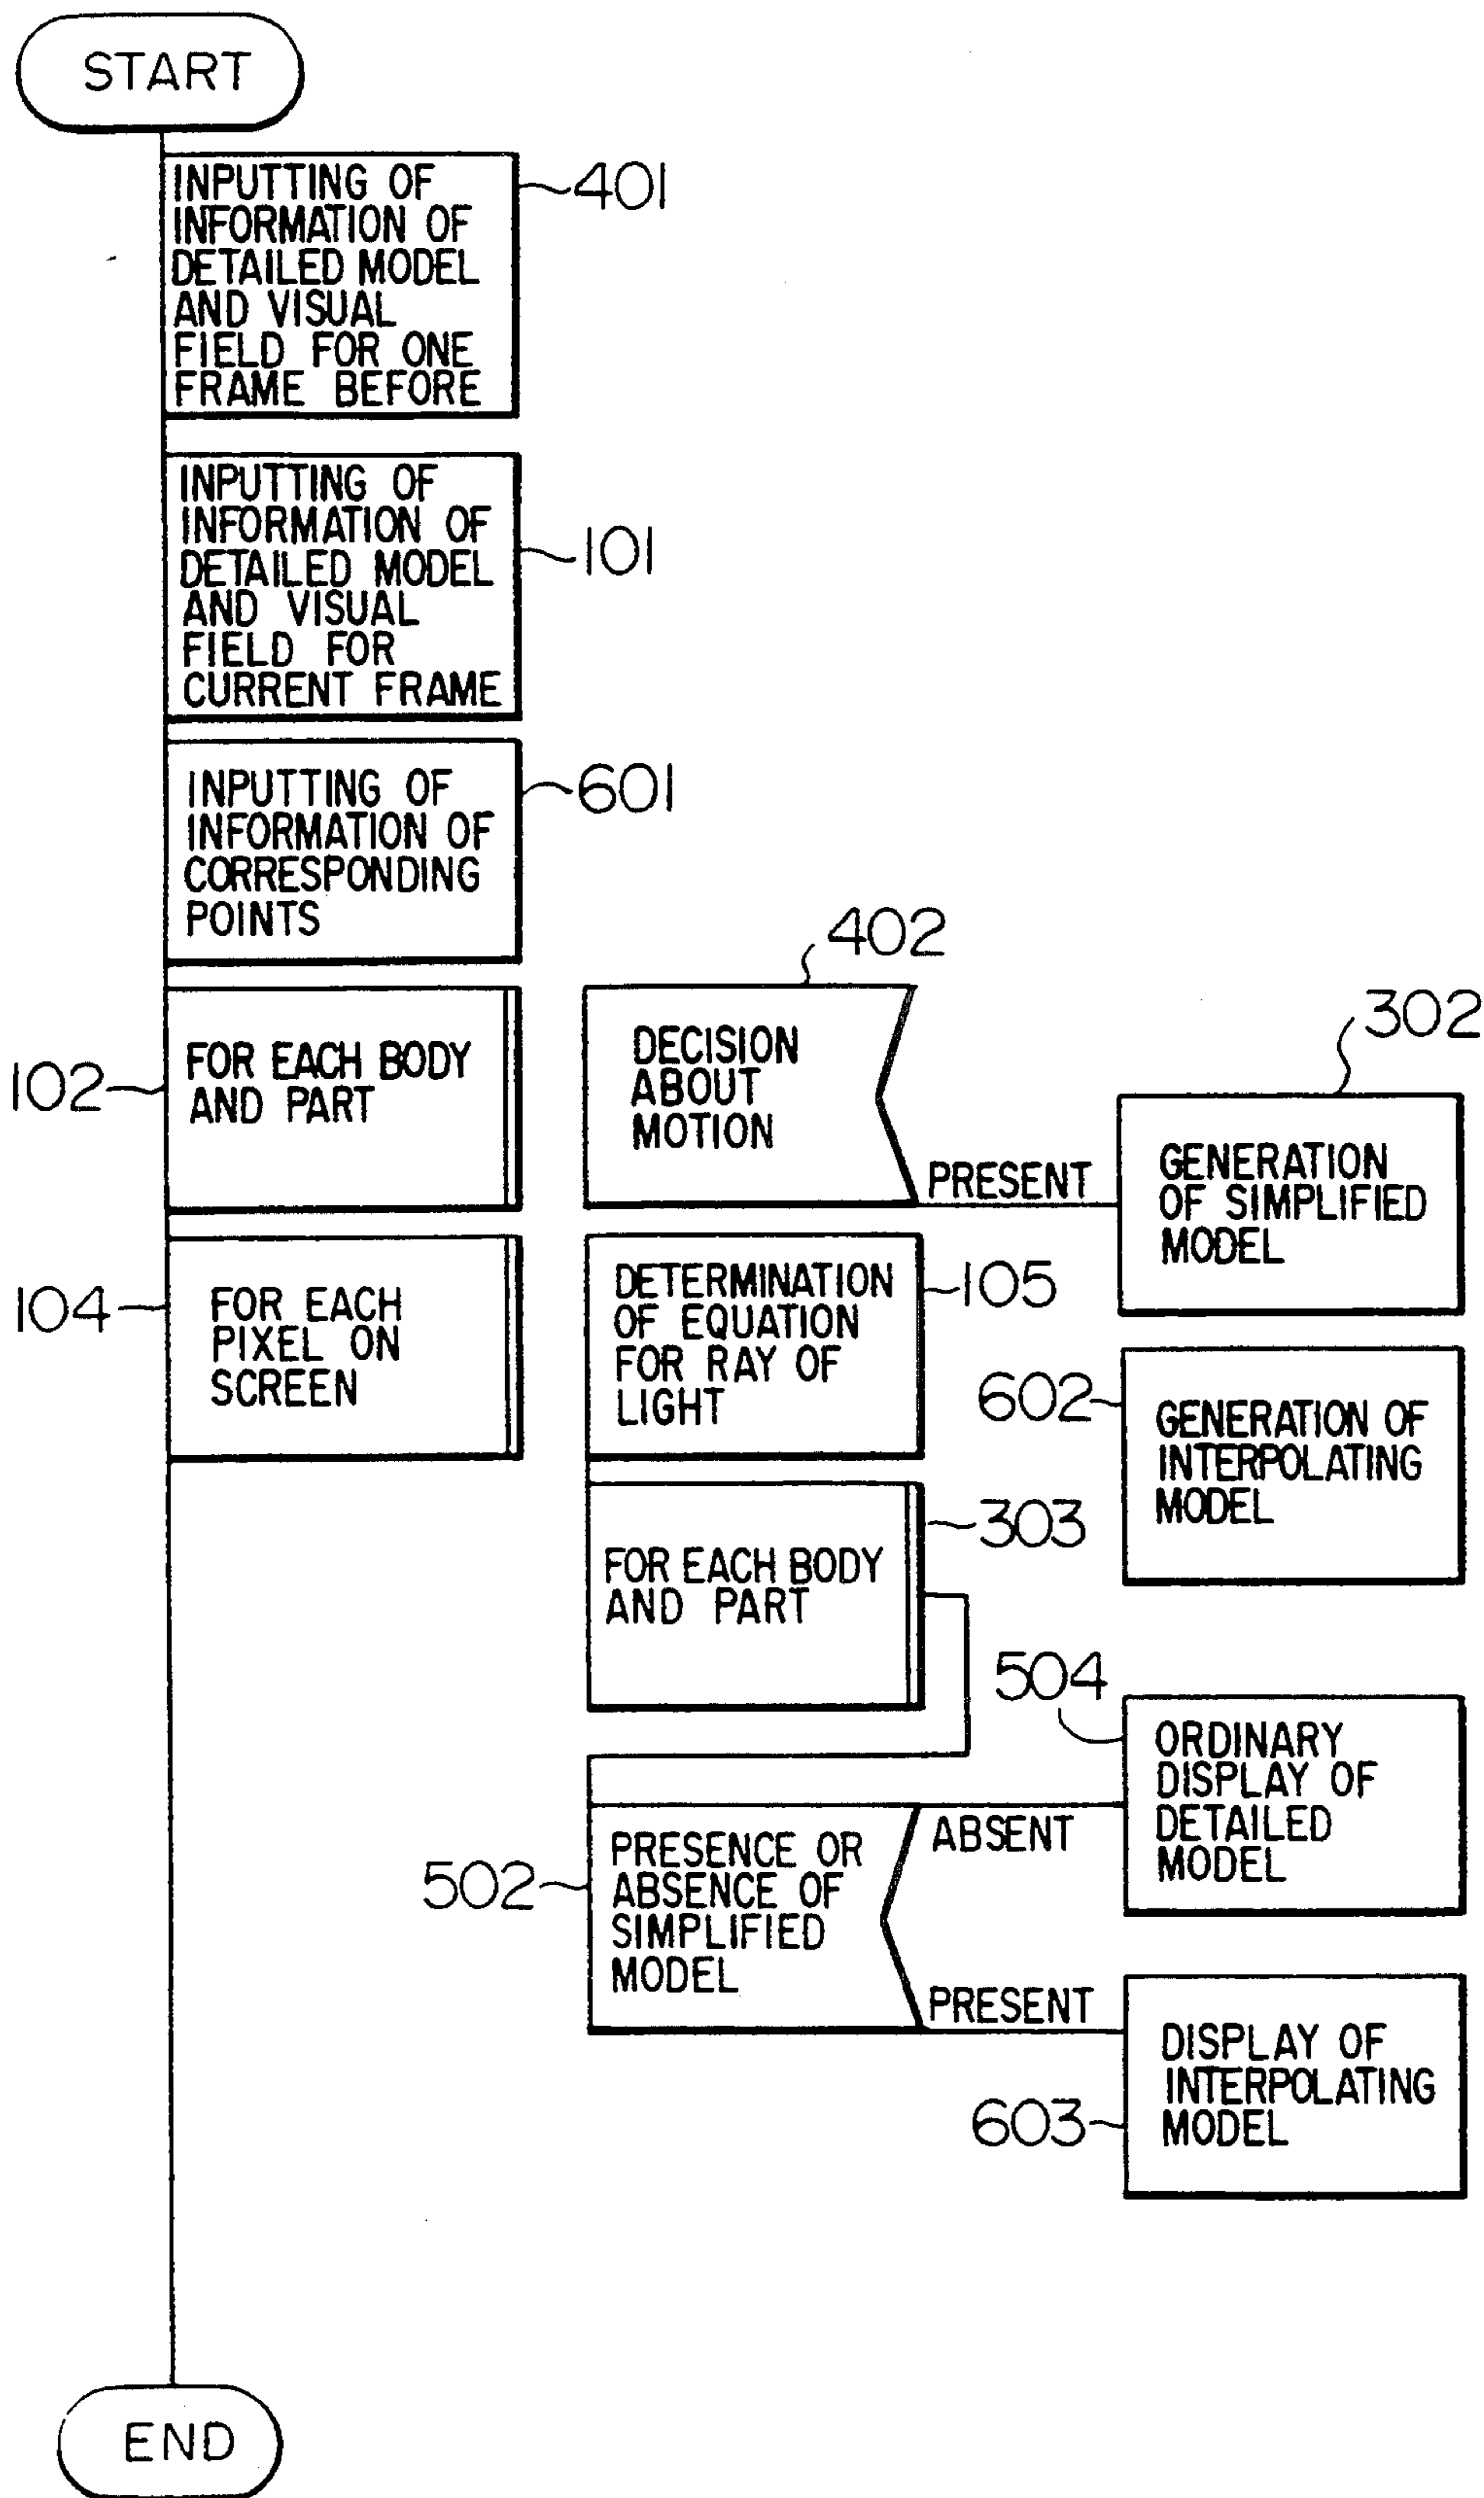 START
INPUTTING OF
INFORMATION OF
DETAILED MODEL
AND VISUAL
FIELD FOR ONE
FRAME BEFORE
401
INPUTTING OF
INFORMATION OF
DETAILED MODEL
AND VISUAL
FIELD FOR
CURRENT FRAME
101
INPUTTING OF
INFORMATION OF
CORRESPONDING
POINTS
601
102
FOR EACH BODY
AND PART
402
DECISION
ABOUT
MOTION
PRESENT
302
GENERATION
OF SIMPLIFIED
MODEL
104
FOR EACH
PIXEL ON
SCREEN
DETERMINATION
OF EQUATION
FOR RAY OF
LIGHT
105
602
GENERATION OF
INTERPOLATING
MODEL
FOR EACH BODY
AND PART
303
504
ORDINARY
DISPLAY OF
DETAILED
MODEL
502
PRESENCE OR
ABSENCE OF
SIMPLIFIED
MODEL
ABSENT
PRESENT
603
DISPLAY OF
INTERPOLATING
MODEL
END